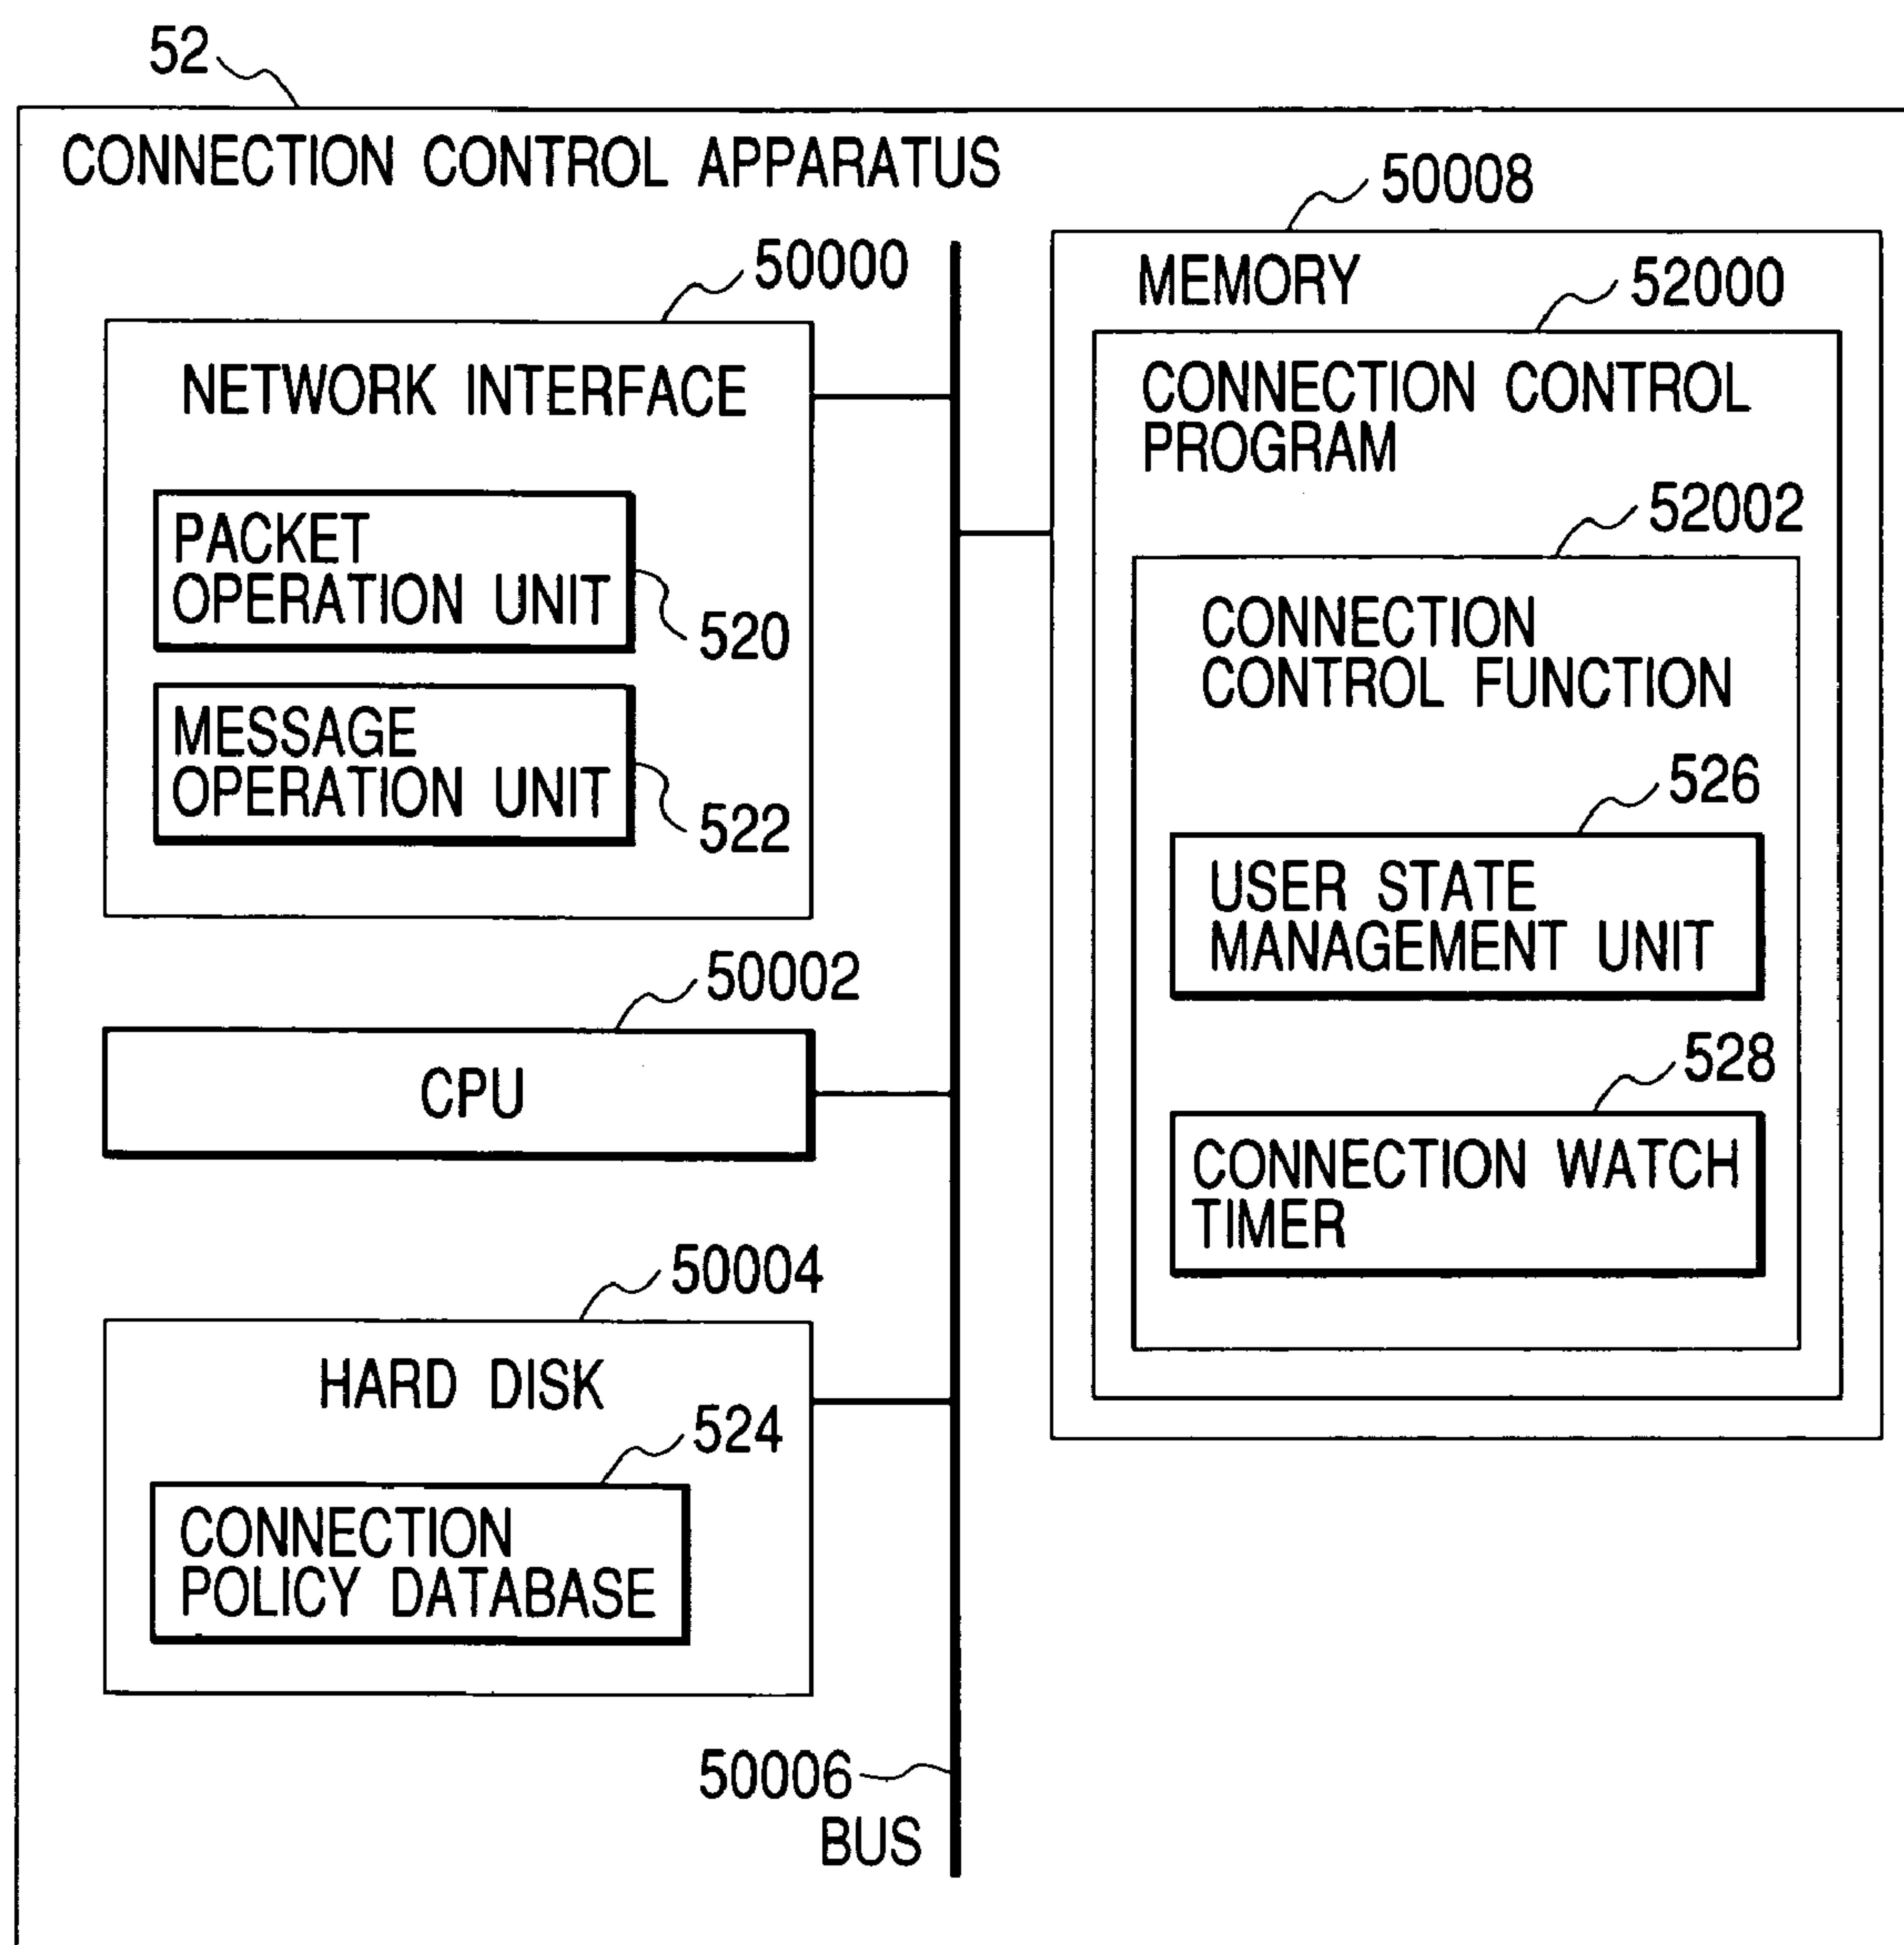 52
CONNECTION CONTROL APPARATUS
50000
NETWORK INTERFACE
PACKET
OPERATION UNIT
520
MESSAGE
OPERATION UNIT
522
50002
CPU
50004
HARD DISK
524
CONNECTION
POLICY DATABASE
50006
BUS
50008
MEMORY
52000
CONNECTION CONTROL
PROGRAM
52002
CONNECTION
CONTROL FUNCTION
526
USER STATE
MANAGEMENT UNIT
528
CONNECTION WATCH
TIMER